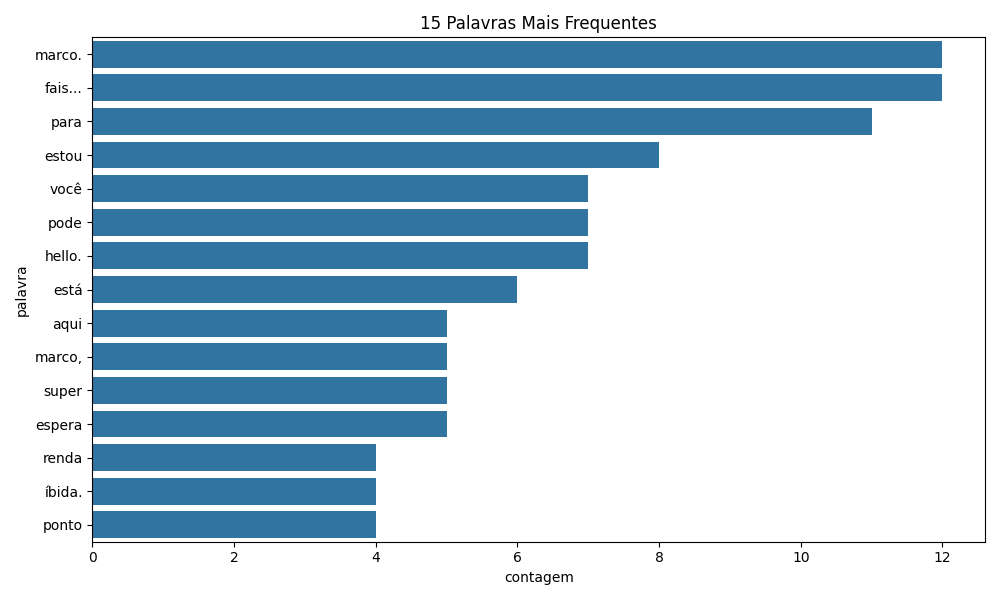 15 Palavras Mais Frequentes
marco.
fais...
para
estou
você
pode
hello.
está
aqui
marco,
super
espera
renda
íbida.
ponto
palavra
0 2 4 6 8 10 12
contagem